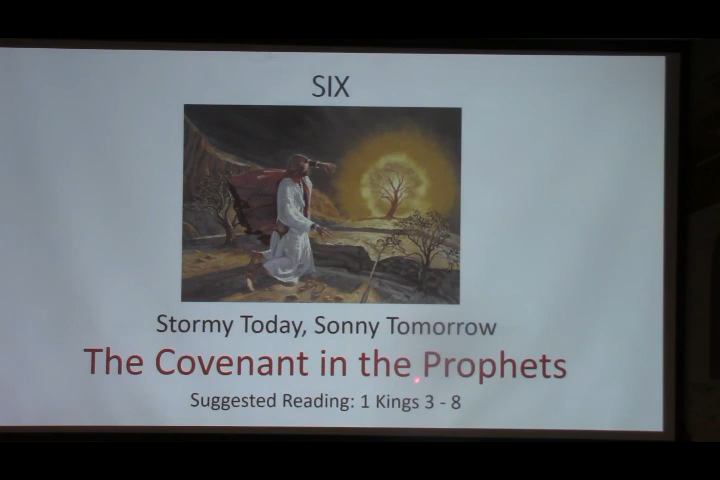 SIX
Stormy Today, Sonny Tomorrow
The Covenant in the Prophets
Suggested Reading: 1 Kings 3 - 8